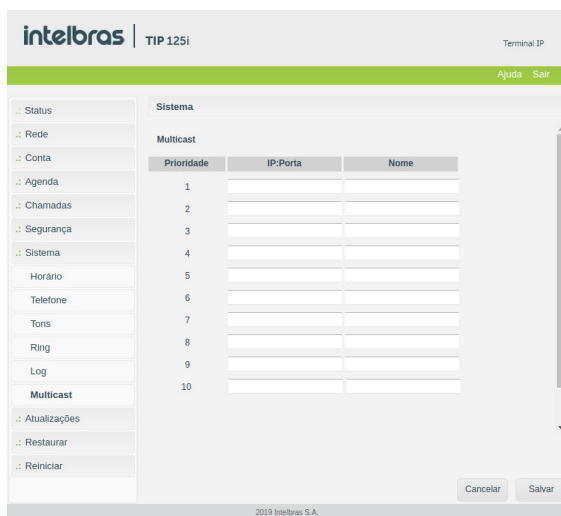 intelbras TIP 125i
Terminal IP
Ajuda Sair
.: Status
.: Rede
.: Conta
.: Agenda
.: Chamadas
.: Segurança
.: Sistema
Horário
Telefone
Tons
Ring
Log
Multicast
.: Atualizações
.: Restaurar
.: Reiniciar
Sistema
Multicast
Prioridade IP:Porta Nome
1
2
3
4
5
6
7
8
9
10
Cancelar Salvar
2019 Intelbras S.A.